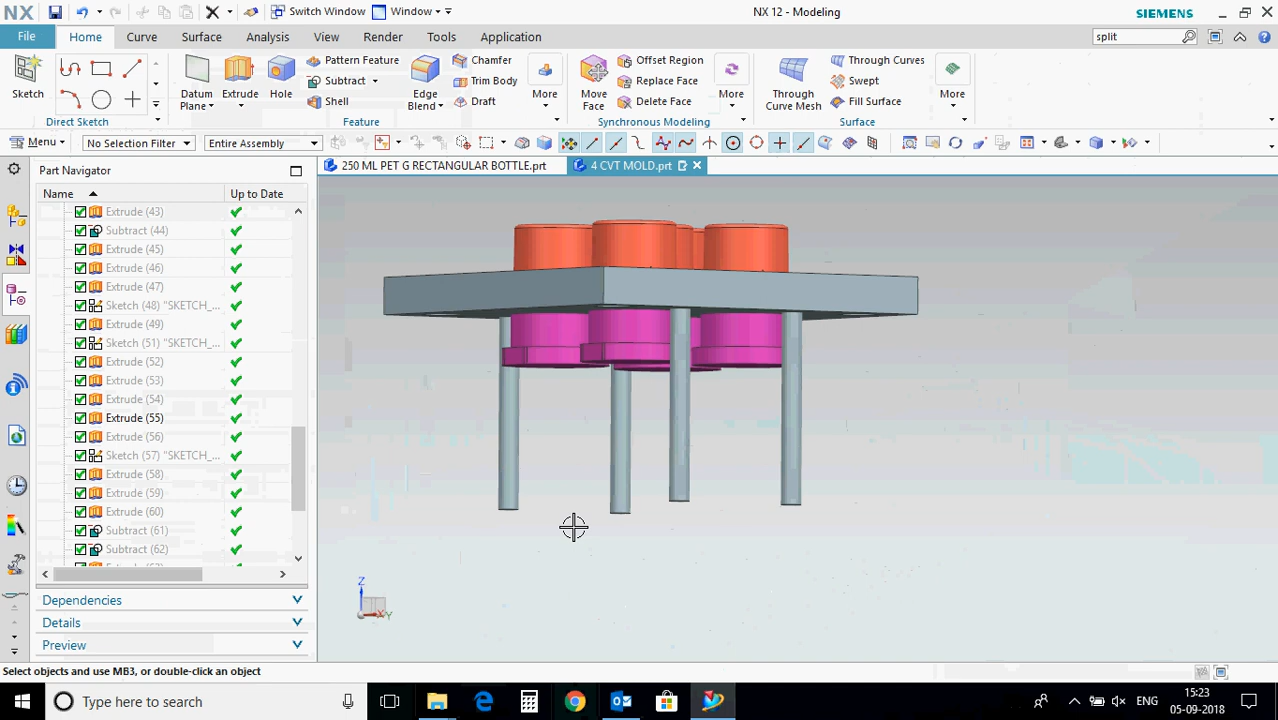 NX
Switch Window
Window
NX 12 - Modeling
SIEMENS
File
Home
Curve
Surface
Analysis
View
Render
Tools
Application
split
Sketch
Direct Sketch
Datum Plane
Extrude
Hole
Pattern Feature
Subtract
Shell
Edge Blend
Chamfer
Trim Body
Draft
More
Feature
Move Face
Offset Region
Replace Face
Delete Face
More
Synchronous Modeling
Through Curve Mesh
Through Curves
Swept
Fill Surface
More
Surface
Menu
No Selection Filter
Entire Assembly
Part Navigator
250 ML PET G RECTANGULAR BOTTLE.prt
4 CVT MOLD.prt
Name
Up to Date
Extrude (43)
Subtract (44)
Extrude (45)
Extrude (46)
Extrude (47)
Sketch (48) "SKETCH_...
Extrude (49)
Sketch (51) "SKETCH_...
Extrude (52)
Extrude (53)
Extrude (54)
Extrude (55)
Extrude (56)
Sketch (57) "SKETCH_...
Extrude (58)
Extrude (59)
Extrude (60)
Subtract (61)
Subtract (62)
Dependencies
Details
Preview
Z
X
Y
Select objects and use MB3, or double-click an object
Type here to search
ENG
15:23
05-09-2018